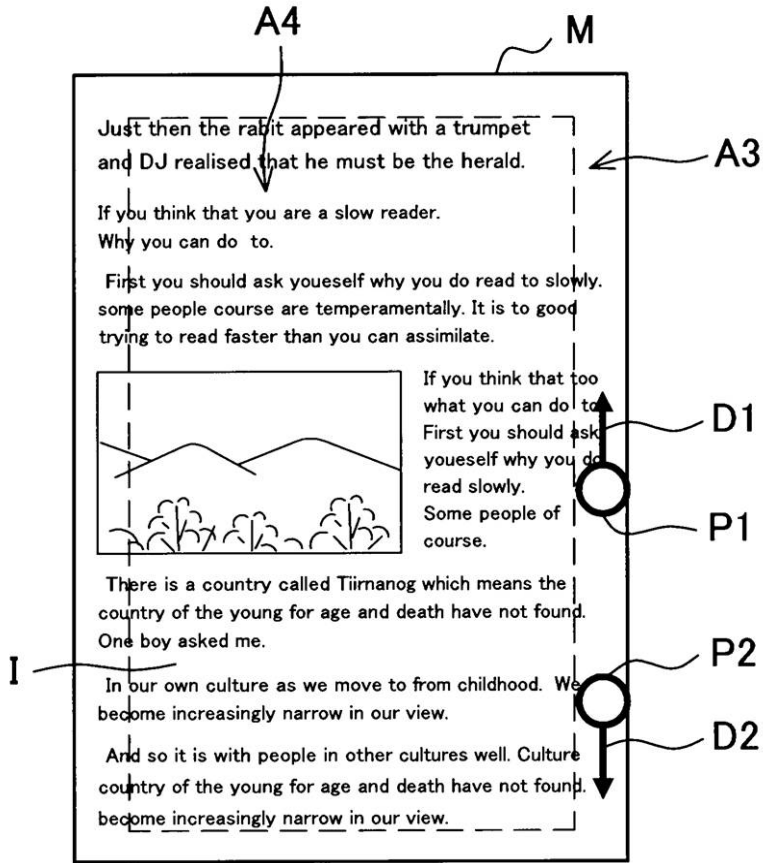 A4
M
Just then the rabit appeared with a trumpet
A3
and DJ realised that he must be the herald.
If you think that you are a slow reader.
Why you can do to.
First you should ask youeself why you do read to slowly.
some people course are temperamentally. It is to good
trying to read faster than you can assimilate.
If you think that too
what you can do to
First you should ask
youeself why you do
read slowly.
Some people of
course.
D1
P1
There is a country called Tiirnanog which means the
country of the young for age and death have not found.
One boy asked me.
I
P2
In our own culture as we move to from childhood. We
become increasingly narrow in our view.
D2
And so it is with people in other cultures well. Culture
country of the young for age and death have not found.
become increasingly narrow in our view.